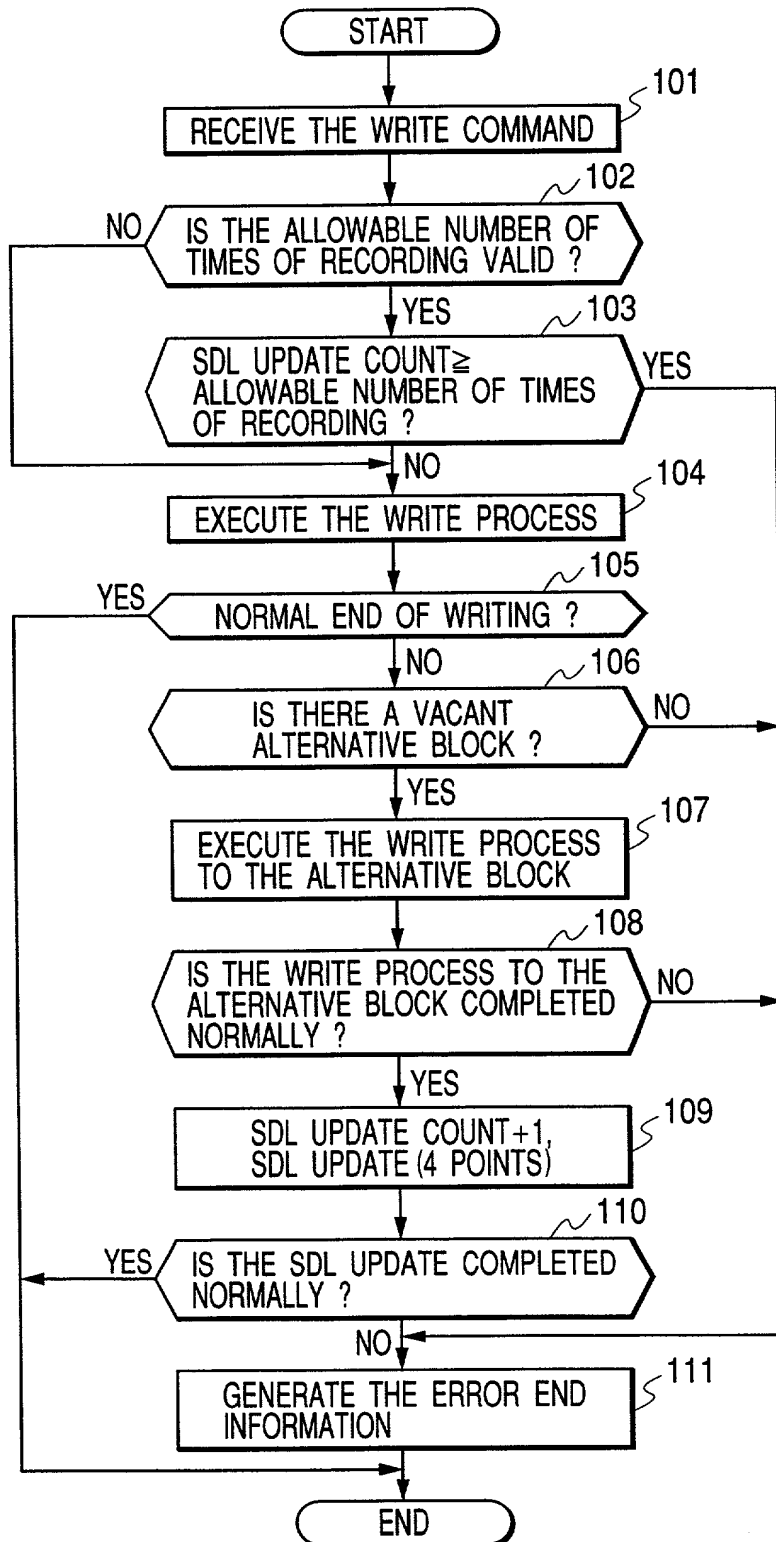 START
101
RECEIVE THE WRITE COMMAND
102
NO
IS THE ALLOWABLE NUMBER OF
TIMES OF RECORDING VALID ?
YES
103
SDL UPDATE COUNT≧
ALLOWABLE NUMBER OF TIMES
OF RECORDING ?
YES
NO
104
EXECUTE THE WRITE PROCESS
105
YES
NORMAL END OF WRITING ?
NO
106
IS THERE A VACANT
ALTERNATIVE BLOCK ?
NO
YES
107
EXECUTE THE WRITE PROCESS
TO THE ALTERNATIVE BLOCK
108
IS THE WRITE PROCESS TO THE
ALTERNATIVE BLOCK COMPLETED
NORMALLY ?
NO
YES
109
SDL UPDATE COUNT+1,
SDL UPDATE (4 POINTS)
110
YES
IS THE SDL UPDATE COMPLETED
NORMALLY ?
NO
111
GENERATE THE ERROR END
INFORMATION
END